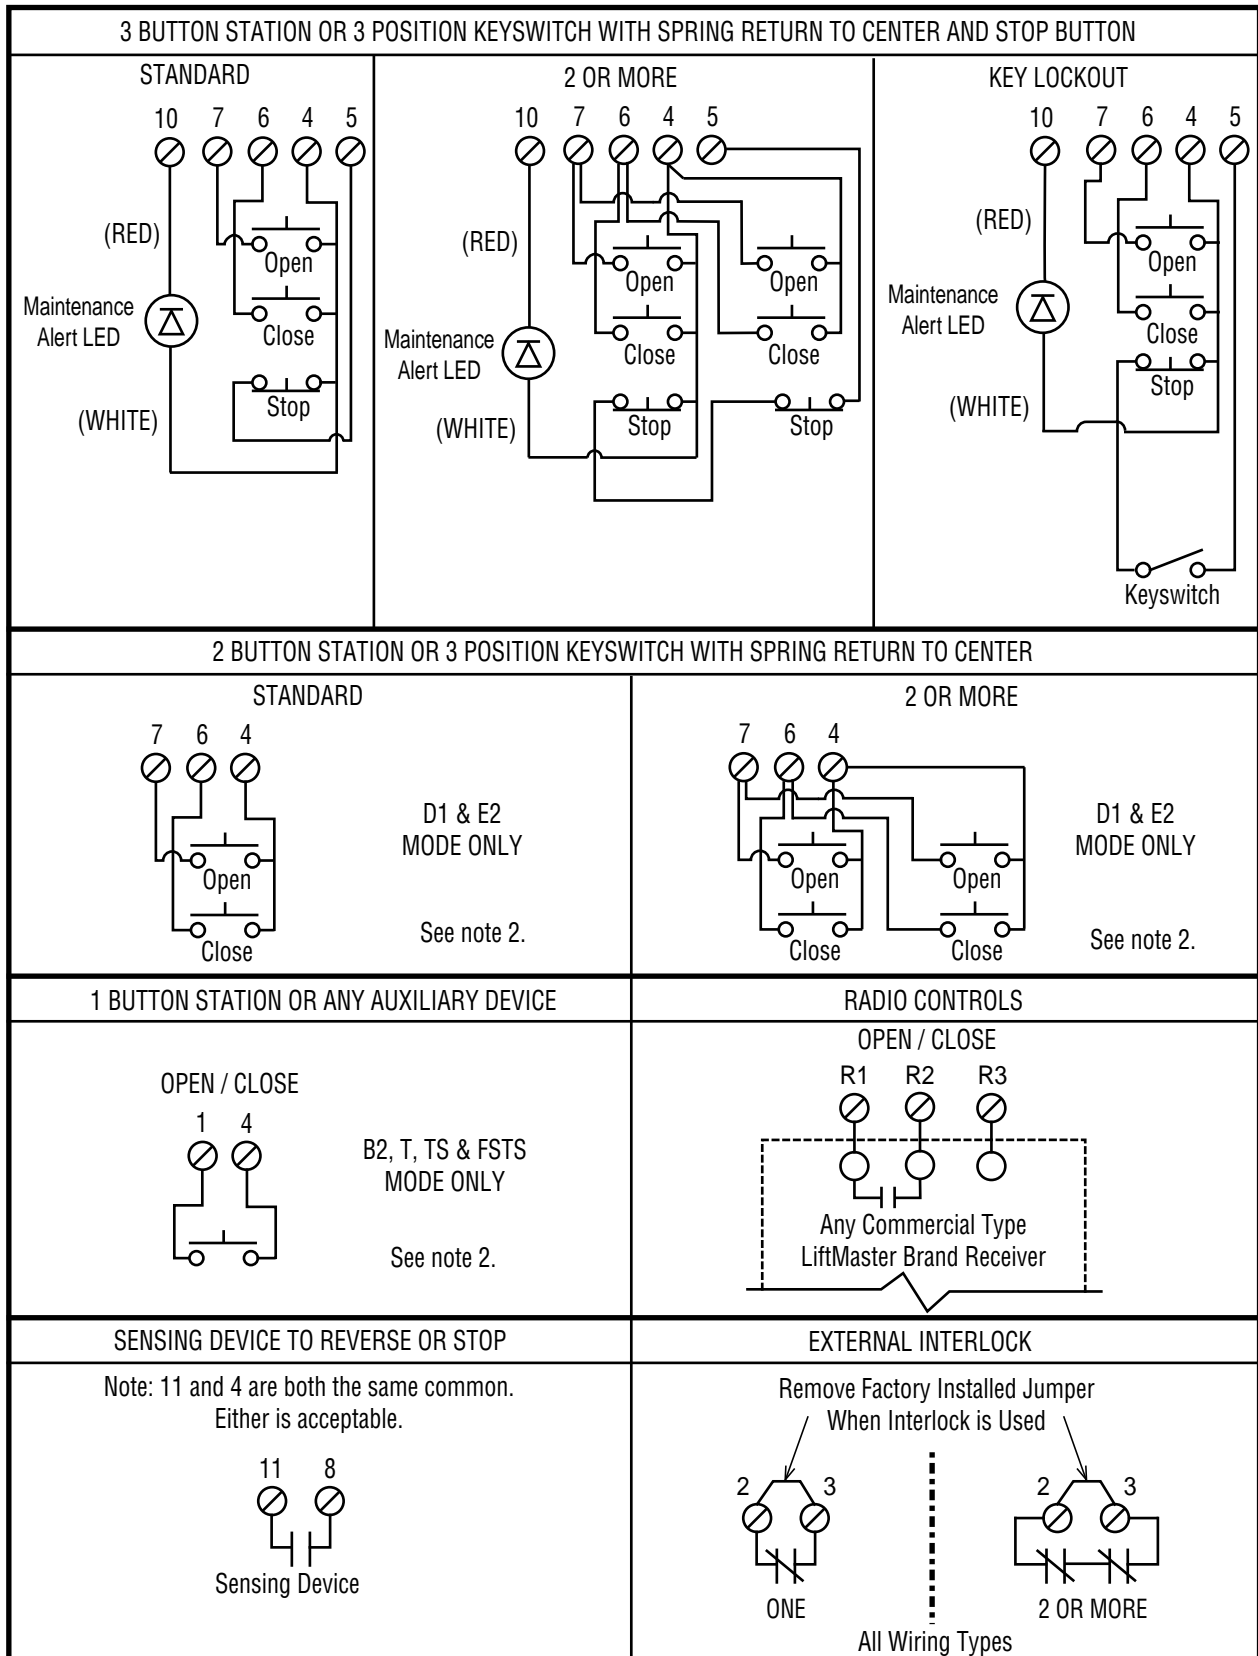 3 BUTTON STATION OR 3 POSITION KEYSWITCH WITH SPRING RETURN TO CENTER AND STOP BUTTON
STANDARD
10 7 6 4 5
(RED)
Open
Maintenance
Alert LED
Close
Stop
(WHITE)
2 OR MORE
10 7 6 4 5
(RED)
Open Open
Maintenance
Alert LED
Close Close
Stop Stop
(WHITE)
KEY LOCKOUT
10 7 6 4 5
(RED)
Open
Maintenance
Alert LED
Close
Stop
(WHITE)
Keyswitch
2 BUTTON STATION OR 3 POSITION KEYSWITCH WITH SPRING RETURN TO CENTER
STANDARD
7 6 4
D1 & E2
MODE ONLY
Open
See note 2.
Close
2 OR MORE
7 6 4
D1 & E2
MODE ONLY
Open Open
See note 2.
Close Close
1 BUTTON STATION OR ANY AUXILIARY DEVICE
OPEN / CLOSE
1 4
B2, T, TS & FSTS
MODE ONLY
See note 2.
RADIO CONTROLS
OPEN / CLOSE
R1 R2 R3
Any Commercial Type
LiftMaster Brand Receiver
SENSING DEVICE TO REVERSE OR STOP
Note: 11 and 4 are both the same common.
Either is acceptable.
11 8
Sensing Device
EXTERNAL INTERLOCK
Remove Factory Installed Jumper
When Interlock is Used
2 3 2 3
ONE 2 OR MORE
All Wiring Types